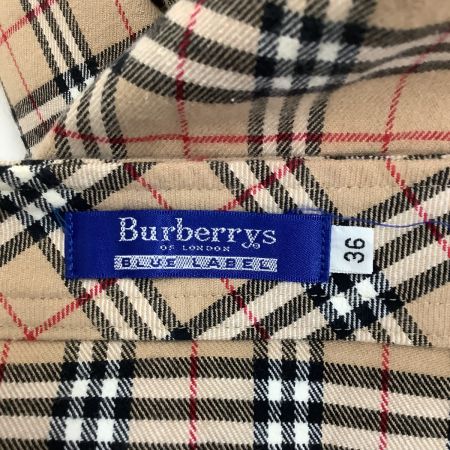 Burberrys
OF LONDON
BLUE LABEL
36